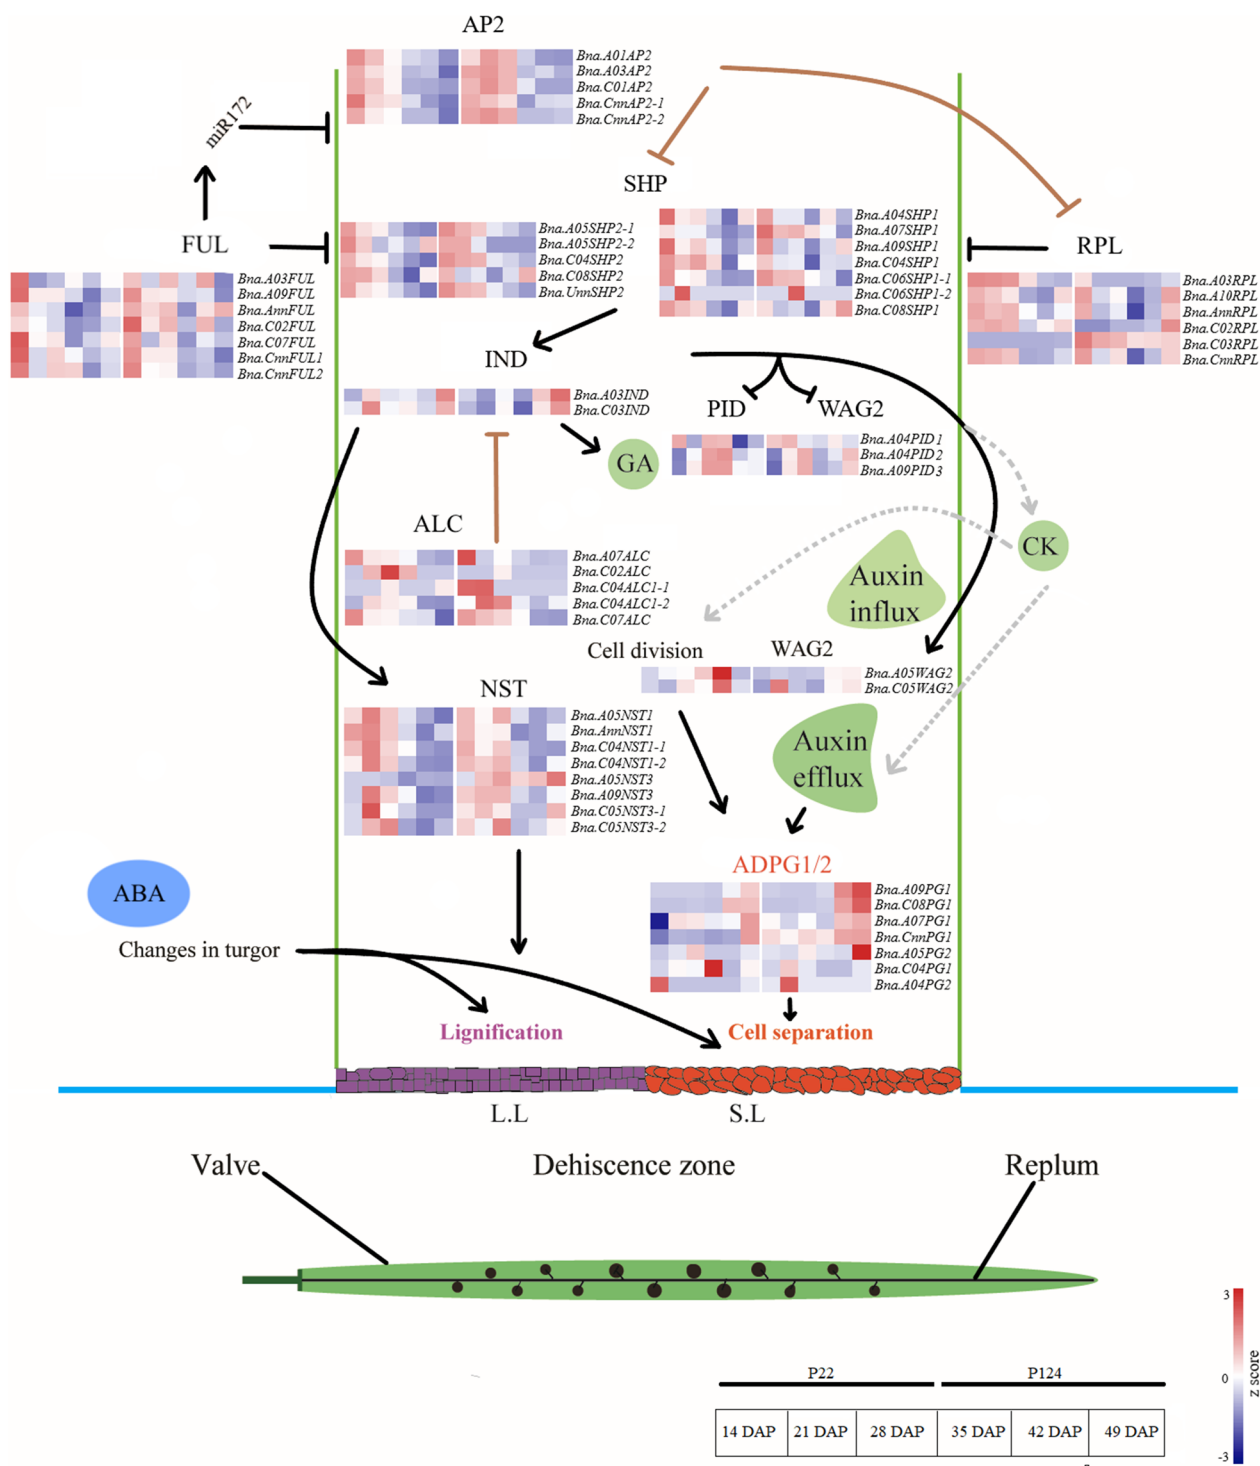 AP2
Bna.A01AP2
Bna.A03AP2
Bna.C01AP2
Bna.CnnAP2-1
Bna.CnnAP2-2
miR172
SHP
FUL
Bna.A05SHP2-1
Bna.A05SHP2-2
Bna.C04SHP2
Bna.C08SHP2
Bna.UnnSHP2
Bna.A04SHP1
Bna.A07SHP1
Bna.A09SHP1
Bna.C04SHP1
Bna.C06SHP1-1
Bna.C06SHP1-2
Bna.C08SHP1
RPL
Bna.A03FUL
Bna.A09FUL
Bna.AnnFUL
Bna.C02FUL
Bna.C07FUL
Bna.CnnFUL1
Bna.CnnFUL2
Bna.A03RPL
Bna.A10RPL
Bna.AnnRPL
Bna.C02RPL
Bna.C03RPL
Bna.CnnRPL
IND
Bna.A03IND
Bna.C03IND
PID
WAG2
GA
Bna.A04PID1
Bna.A04PID2
Bna.A09PID3
ALC
Bna.A07ALC
Bna.C02ALC
Bna.C04ALC1-1
Bna.C04ALC1-2
Bna.C07ALC
CK
Auxin
influx
Cell division
WAG2
Bna.A05WAG2
Bna.C05WAG2
NST
Bna.A05NST1
Bna.AnnNST1
Bna.C04NST1-1
Bna.C04NST1-2
Bna.A05NST3
Bna.A09NST3
Bna.C05NST3-1
Bna.C05NST3-2
Auxin
efflux
ADPG1/2
Bna.A09PG1
Bna.C08PG1
Bna.A07PG1
Bna.CnnPG1
Bna.A05PG2
Bna.C04PG1
Bna.A04PG2
ABA
Changes in turgor
Lignification
Cell separation
L.L
S.L
Valve
Dehiscence zone
Replum
3
0
-3
z score
P22
P124
14 DAP
21 DAP
28 DAP
35 DAP
42 DAP
49 DAP